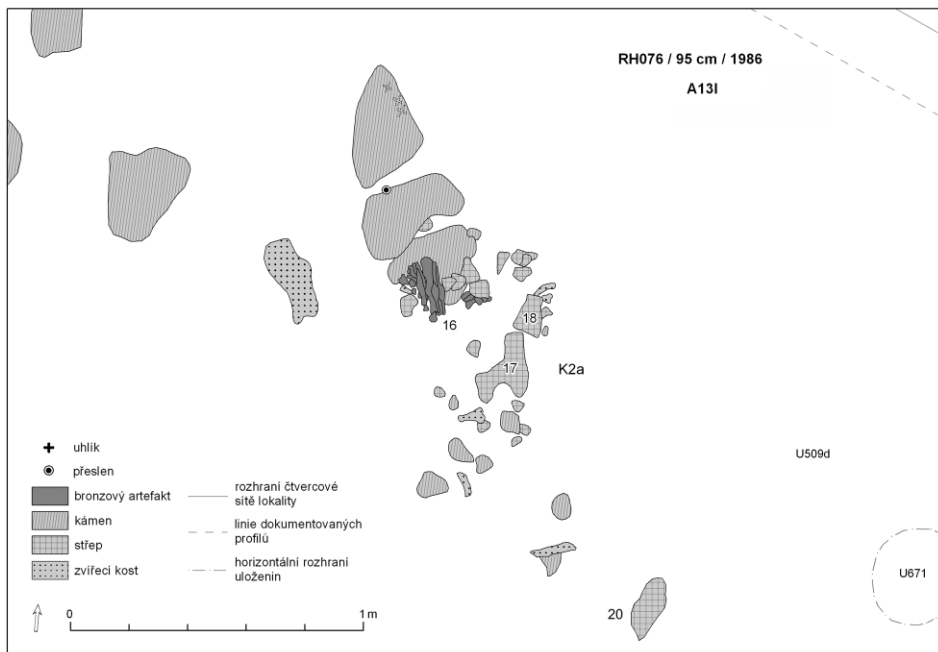 RH076 / 95 cm / 1986
A13I
16
18
17
K2a
U509d
U671
20
uhlík
přeslen
bronzový artefakt
kámen
střep
zvířecí kost
rozhraní čtvercové
sítě lokality
linie dokumentovaných
profilů
horizontální rozhraní
uloženin
0
1 m